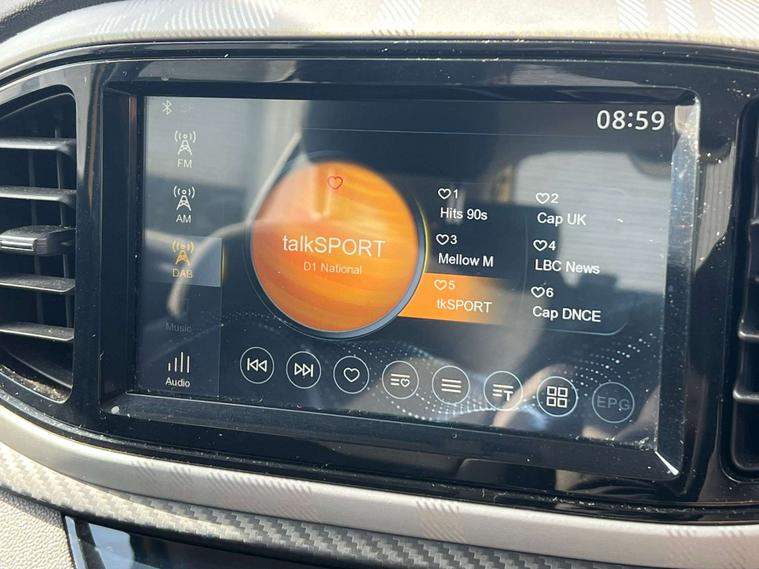 08:59
FM
AM
DAB
Music
Audio
talkSPORT
D1 National
1
Hits 90s
2
Cap UK
3
Mellow M
4
LBC News
5
tkSPORT
6
Cap DNCE
EPG